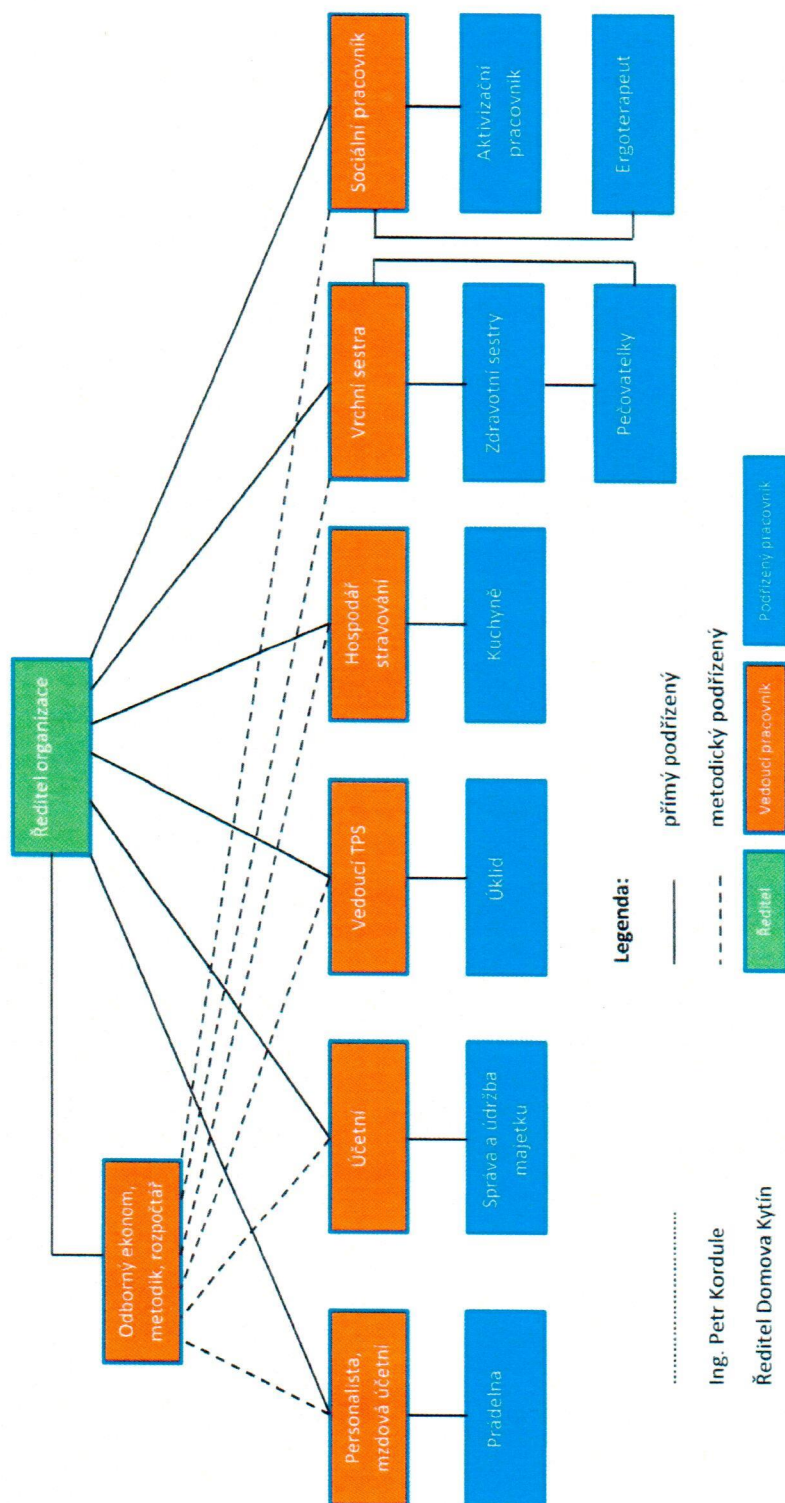 Ředitel organizace
Odborný ekonom,
metodik, rozpočtář
Personalista,
mzdová účetní
Účetní
Vedoucí TPS
Hospodář
stravování
Vrchní sestra
Sociální pracovník
Prádelna
Správa a údržba
majetku
Úklid
Kuchyně
Zdravotní sestry
Aktivizační
pracovník
Pečovatelky
Ergoterapeut
Legenda:
přímý podřízený
metodický podřízený
Ředitel
Vedoucí pracovník
Podřízený pracovník
Ing. Petr Kordule
Ředitel Domova Kytín